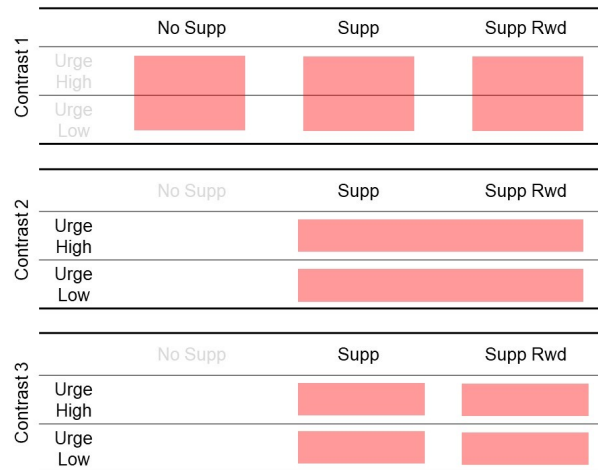 Contrast 1
No Supp Supp Supp Rwd
Urge
High
Urge
Low
Contrast 2
No Supp Supp Supp Rwd
Urge
High
Urge
Low
Contrast 3
No Supp Supp Supp Rwd
Urge
High
Urge
Low